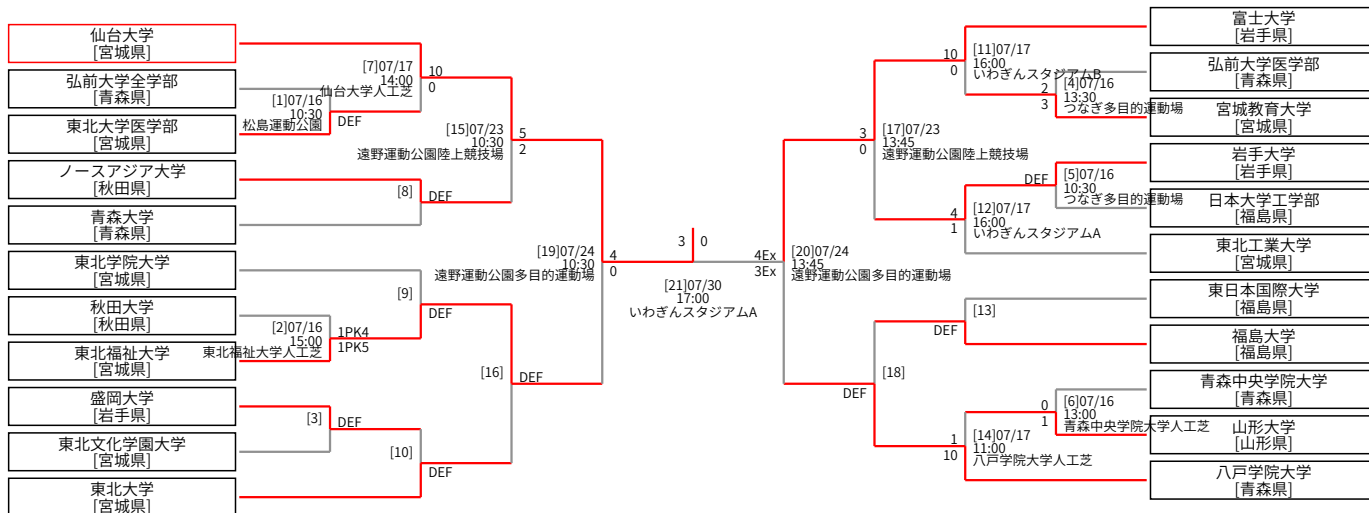 仙台大学
[宮城県]
弘前大学全学部
[青森県]
東北大学医学部
[宮城県]
ノースアジア大学
[秋田県]
青森大学
[青森県]
東北学院大学
[宮城県]
秋田大学
[秋田県]
東北福祉大学
[宮城県]
盛岡大学
[岩手県]
東北文化学園大学
[宮城県]
東北大学
[宮城県]
[1]07/16
10:30
松島運動公園
DEF
[2]07/16
15:00
東北福祉大学人工芝
1PK4
1PK5
[3]
DEF
[7]07/17
14:00
仙台大学人工芝
10
0
[8]
DEF
[9]
DEF
[10]
DEF
[15]07/23
10:30
遠野運動公園陸上競技場
5
2
[16]
DEF
[19]07/24
10:30
遠野運動公園多目的運動場
4
0
3
0
[21]07/30
17:00
いわぎんスタジアムA
4Ex
3Ex
[20]07/24
13:45
遠野運動公園多目的運動場
3
0
[17]07/23
13:45
遠野運動公園陸上競技場
DEF
[18]
10
0
[11]07/17
16:00
いわぎんスタジアムB
4
1
[12]07/17
16:00
いわぎんスタジアムA
DEF
[13]
1
10
[14]07/17
11:00
八戸学院大学人工芝
2
3
[4]07/16
13:30
つなぎ多目的運動場
DEF
[5]07/16
10:30
つなぎ多目的運動場
0
1
[6]07/16
13:00
青森中央学院大学人工芝
富士大学
[岩手県]
弘前大学医学部
[青森県]
宮城教育大学
[宮城県]
岩手大学
[岩手県]
日本大学工学部
[福島県]
東北工業大学
[宮城県]
東日本国際大学
[福島県]
福島大学
[福島県]
青森中央学院大学
[青森県]
山形大学
[山形県]
八戸学院大学
[青森県]